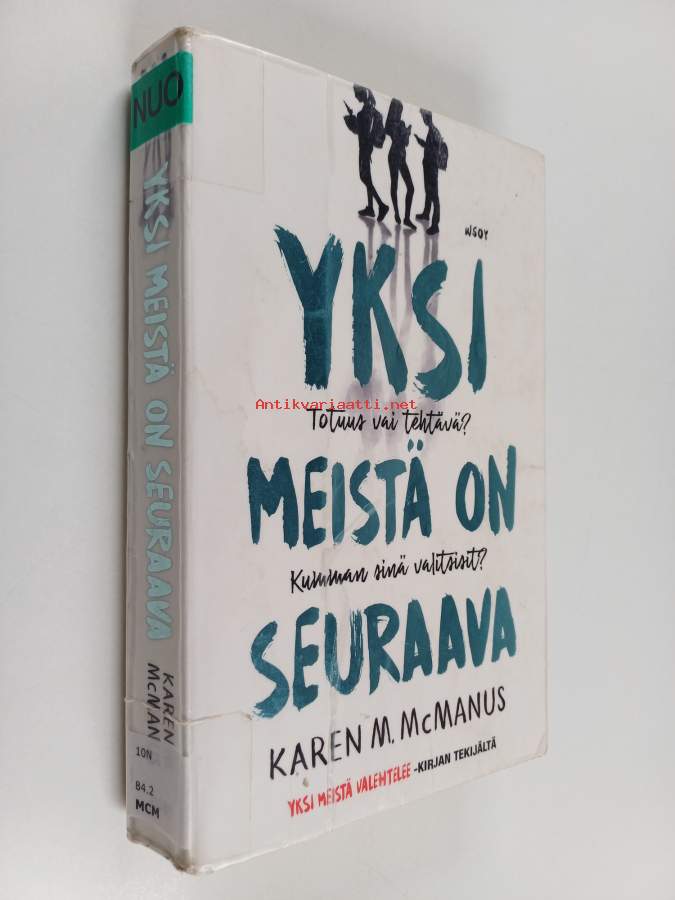 NUO
YKSI MEISTÄ ON SEURAAVA
KAREN
McMAN
10N
84.2
MCM
WSOY
YKSI
Antikvariaatti.net
Totuus vai tehtävä?
MEISTÄ ON
Kumman sinä valitsisit?
SEURAAVA
KAREN M. McMANUS
YKSI MEISTÄ VALEHTELEE -KIRJAN TEKIJÄLTÄ